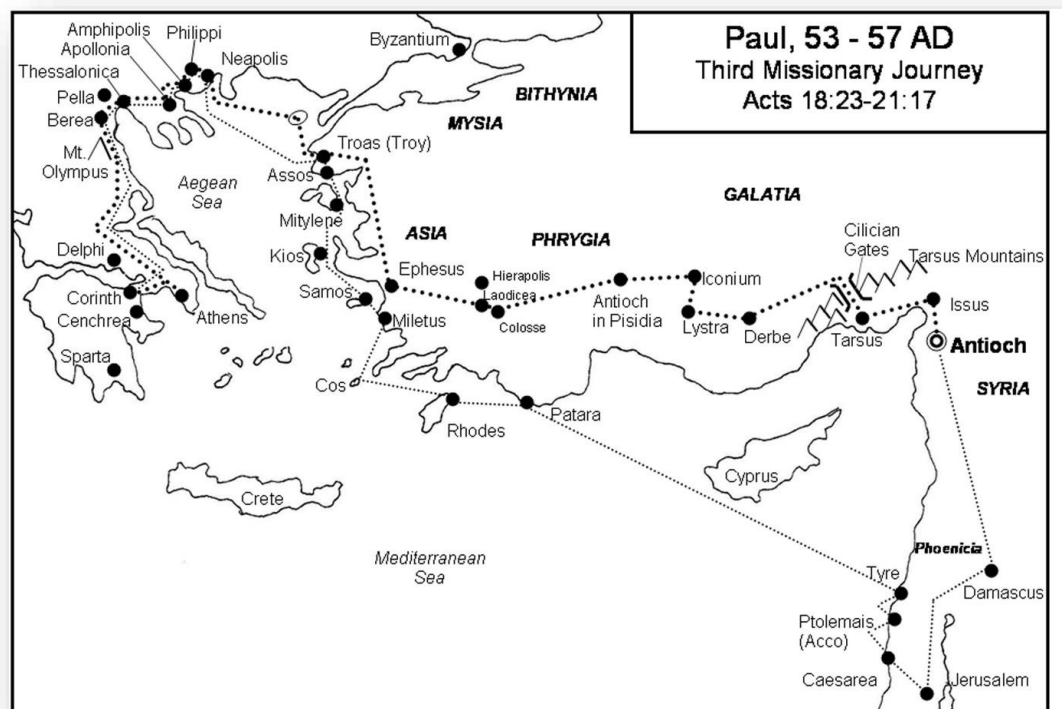 Paul, 53 - 57 AD
Third Missionary Journey
Acts 18:23-21:17
Amphipolis
Philippi
Apollonia
Neapolis
Thessalonica
Byzantium
Pella
Berea
BITHYNIA
MYSIA
Mt.
Olympus
Troas (Troy)
Assos
Aegean
Sea
GALATIA
Mitylene
ASIA
PHRYGIA
Cilician
Gates
Tarsus Mountains
Delphi
Kios
Ephesus
Hierapolis
Laodicea
Colosse
Iconium
Samos
Antioch
in Pisidia
Issus
Corinth
Cenchrea
Athens
Miletus
Lystra
Derbe
Tarsus
Antioch
Sparta
SYRIA
Cos
Rhodes
Patara
Cyprus
Crete
Mediterranean
Sea
Phoenicia
Tyre
Damascus
Ptolemais
(Acco)
Caesarea
Jerusalem